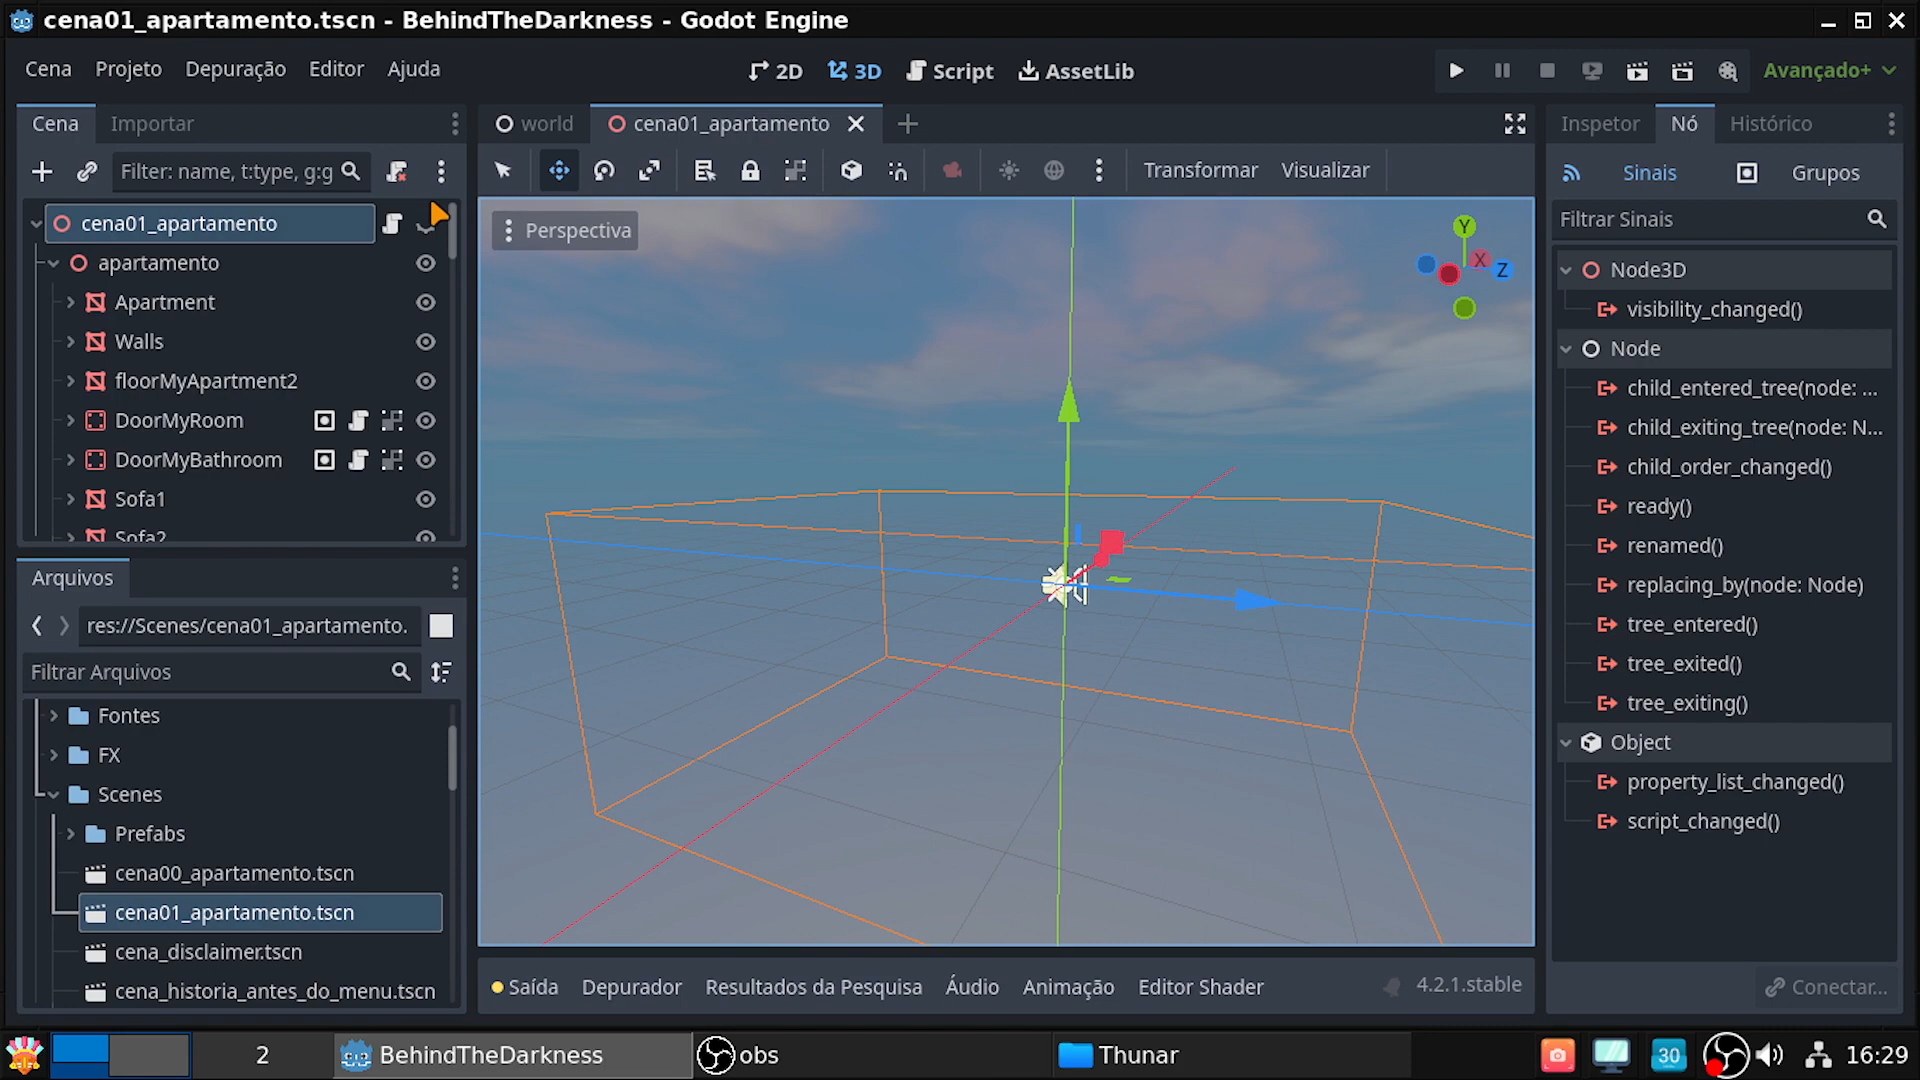 cena01_apartamento.tscn - BehindTheDarkness - Godot Engine
Cena Projeto Depuração Editor Ajuda
2D 3D Script AssetLib
Avançado+
Cena Importar
world cena01_apartamento
Inspetor Nó Histórico
Filter: name, t:type, g:g
Transformar Visualizar
Sinais Grupos
Filtrar Sinais
cena01_apartamento
apartamento
Apartment
Walls
floorMyApartment2
DoorMyRoom
DoorMyBathroom
Sofa1
Sofa2
Perspectiva
Y
X
Z
Node3D
visibility_changed()
Node
child_entered_tree(node: ...
child_exiting_tree(node: N...
child_order_changed()
ready()
renamed()
replacing_by(node: Node)
tree_entered()
tree_exited()
tree_exiting()
Object
property_list_changed()
script_changed()
Conectar...
Arquivos
res://Scenes/cena01_apartamento.
Filtrar Arquivos
Fontes
FX
Scenes
Prefabs
cena00_apartamento.tscn
cena01_apartamento.tscn
cena_disclaimer.tscn
cena_historia_antes_do_menu.tscn
Saída Depurador Resultados da Pesquisa Áudio Animação Editor Shader
4.2.1.stable
2 BehindTheDarkness obs Thunar 30 16:29